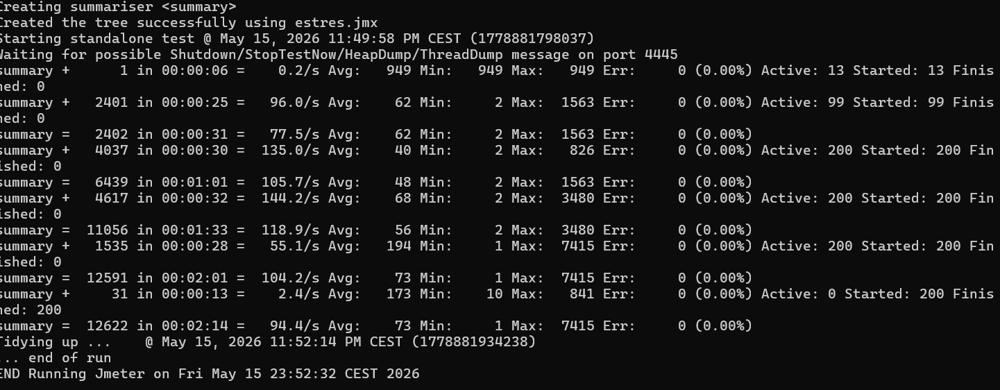 Creating summariser <summary>
Created the tree successfully using estres.jmx
Starting standalone test @ May 15, 2026 11:49:58 PM CEST (1778881798037)
Waiting for possible Shutdown/StopTestNow/HeapDump/ThreadDump message on port 4445
summary +      1 in 00:00:06 =    0.2/s Avg:   949 Min:   949 Max:   949 Err:     0 (0.00%) Active: 13 Started: 13 Finis
hed: 0
summary +   2401 in 00:00:25 =   96.0/s Avg:    62 Min:     2 Max:  1563 Err:     0 (0.00%) Active: 99 Started: 99 Finis
hed: 0
summary =   2402 in 00:00:31 =   77.5/s Avg:    62 Min:     2 Max:  1563 Err:     0 (0.00%)
summary +   4037 in 00:00:30 =  135.0/s Avg:    40 Min:     2 Max:   826 Err:     0 (0.00%) Active: 200 Started: 200 Fin
ished: 0
summary =   6439 in 00:01:01 =  105.7/s Avg:    48 Min:     2 Max:  1563 Err:     0 (0.00%)
summary +   4617 in 00:00:32 =  144.2/s Avg:    68 Min:     2 Max:  3480 Err:     0 (0.00%) Active: 200 Started: 200 Fin
ished: 0
summary =  11056 in 00:01:33 =  118.9/s Avg:    56 Min:     2 Max:  3480 Err:     0 (0.00%)
summary +   1535 in 00:00:28 =   55.1/s Avg:   194 Min:     1 Max:  7415 Err:     0 (0.00%) Active: 200 Started: 200 Fin
ished: 0
summary =  12591 in 00:02:01 =  104.2/s Avg:    73 Min:     1 Max:  7415 Err:     0 (0.00%)
summary +     31 in 00:00:13 =    2.4/s Avg:   173 Min:    10 Max:   841 Err:     0 (0.00%) Active: 0 Started: 200 Finis
hed: 200
summary =  12622 in 00:02:14 =   94.4/s Avg:    73 Min:     1 Max:  7415 Err:     0 (0.00%)
Tidying up ...    @ May 15, 2026 11:52:14 PM CEST (1778881934238)
... end of run
END Running Jmeter on Fri May 15 23:52:32 CEST 2026